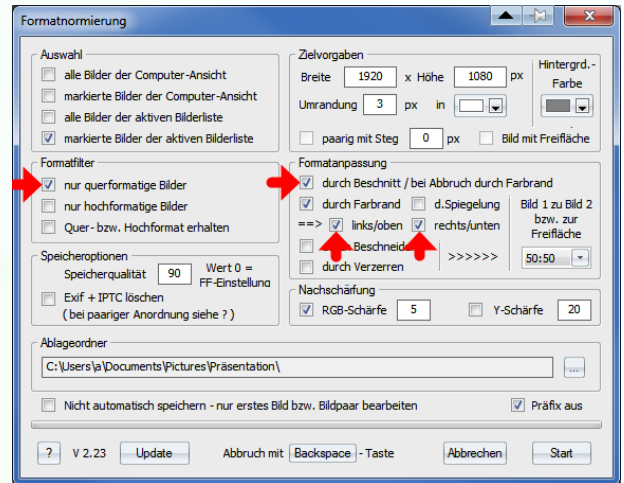 Formatnormierung
Auswahl
alle Bilder der Computer-Ansicht
markierte Bilder der Computer-Ansicht
alle Bilder der aktiven Bilderliste
markierte Bilder der aktiven Bilderliste
Zielvorgaben
Breite 1920 x Höhe 1080 px
Hintergrd.-
Farbe
Umrandung 3 px in
paarig mit Steg 0 px Bild mit Freifläche
Formatfilter
nur querformatige Bilder
nur hochformatige Bilder
Quer- bzw. Hochformat erhalten
Formatanpassung
durch Beschnitt / bei Abbruch durch Farbrand
durch Farbrand d.Spiegelung
==> links/oben rechts/unten
Beschneide
durch Verzerren
>>>>>>
Bild 1 zu Bild 2
bzw. zur
Freifläche
50:50
Speicheroptionen
Speicherqualität 90 Wert 0 =
FF-Einstellung
Exif + IPTC löschen
( bei paariger Anordnung siehe ? )
Nachschärfung
RGB-Schärfe 5 Y-Schärfe 20
Ablageordner
C:\Users\a\Documents\Pictures\Präsentation\
...
Nicht automatisch speichern - nur erstes Bild bzw. Bildpaar bearbeiten Präfix aus
? V 2.23 Update Abbruch mit Backspace - Taste Abbrechen Start